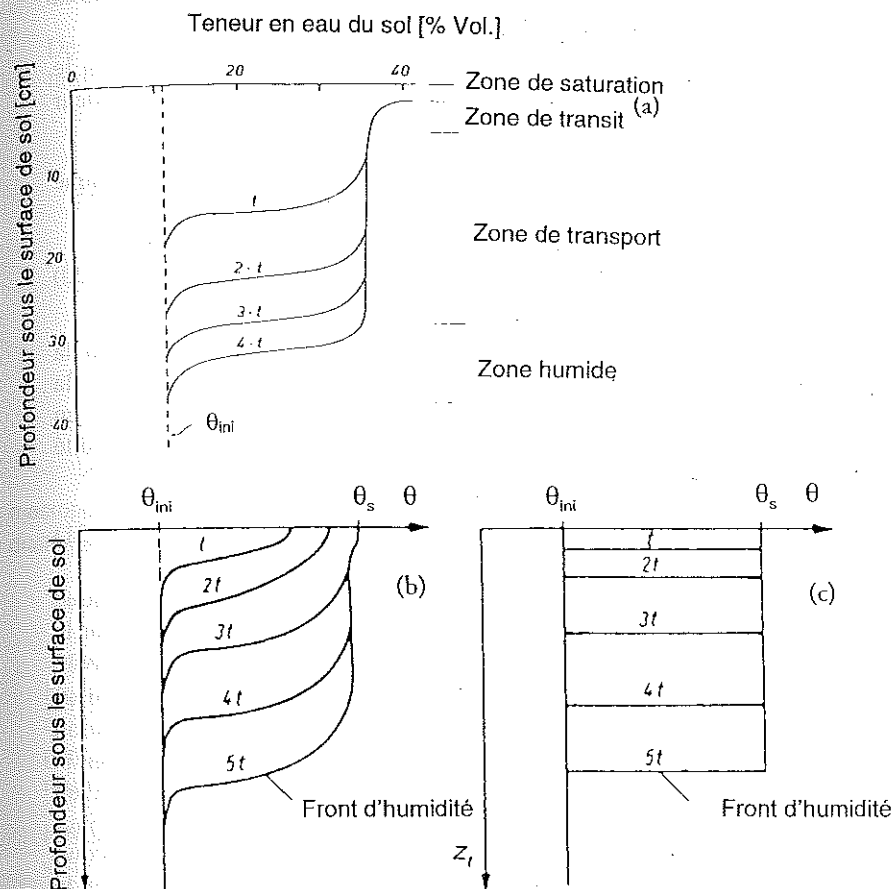 Teneur en eau du sol [% Vol.]
0 20 40
Profondeur sous le surface de sol [cm]
10
20
30
40
Zone de saturation
Zone de transit (a)
Zone de transport
Zone humide
t
2·t
3·t
4·t
θini
θini θs θ
Profondeur sous le surface de sol
t
2t
3t
4t
5t
(b)
Front d'humidité
θini θs θ
t
2t
3t
4t
5t
(c)
Front d'humidité